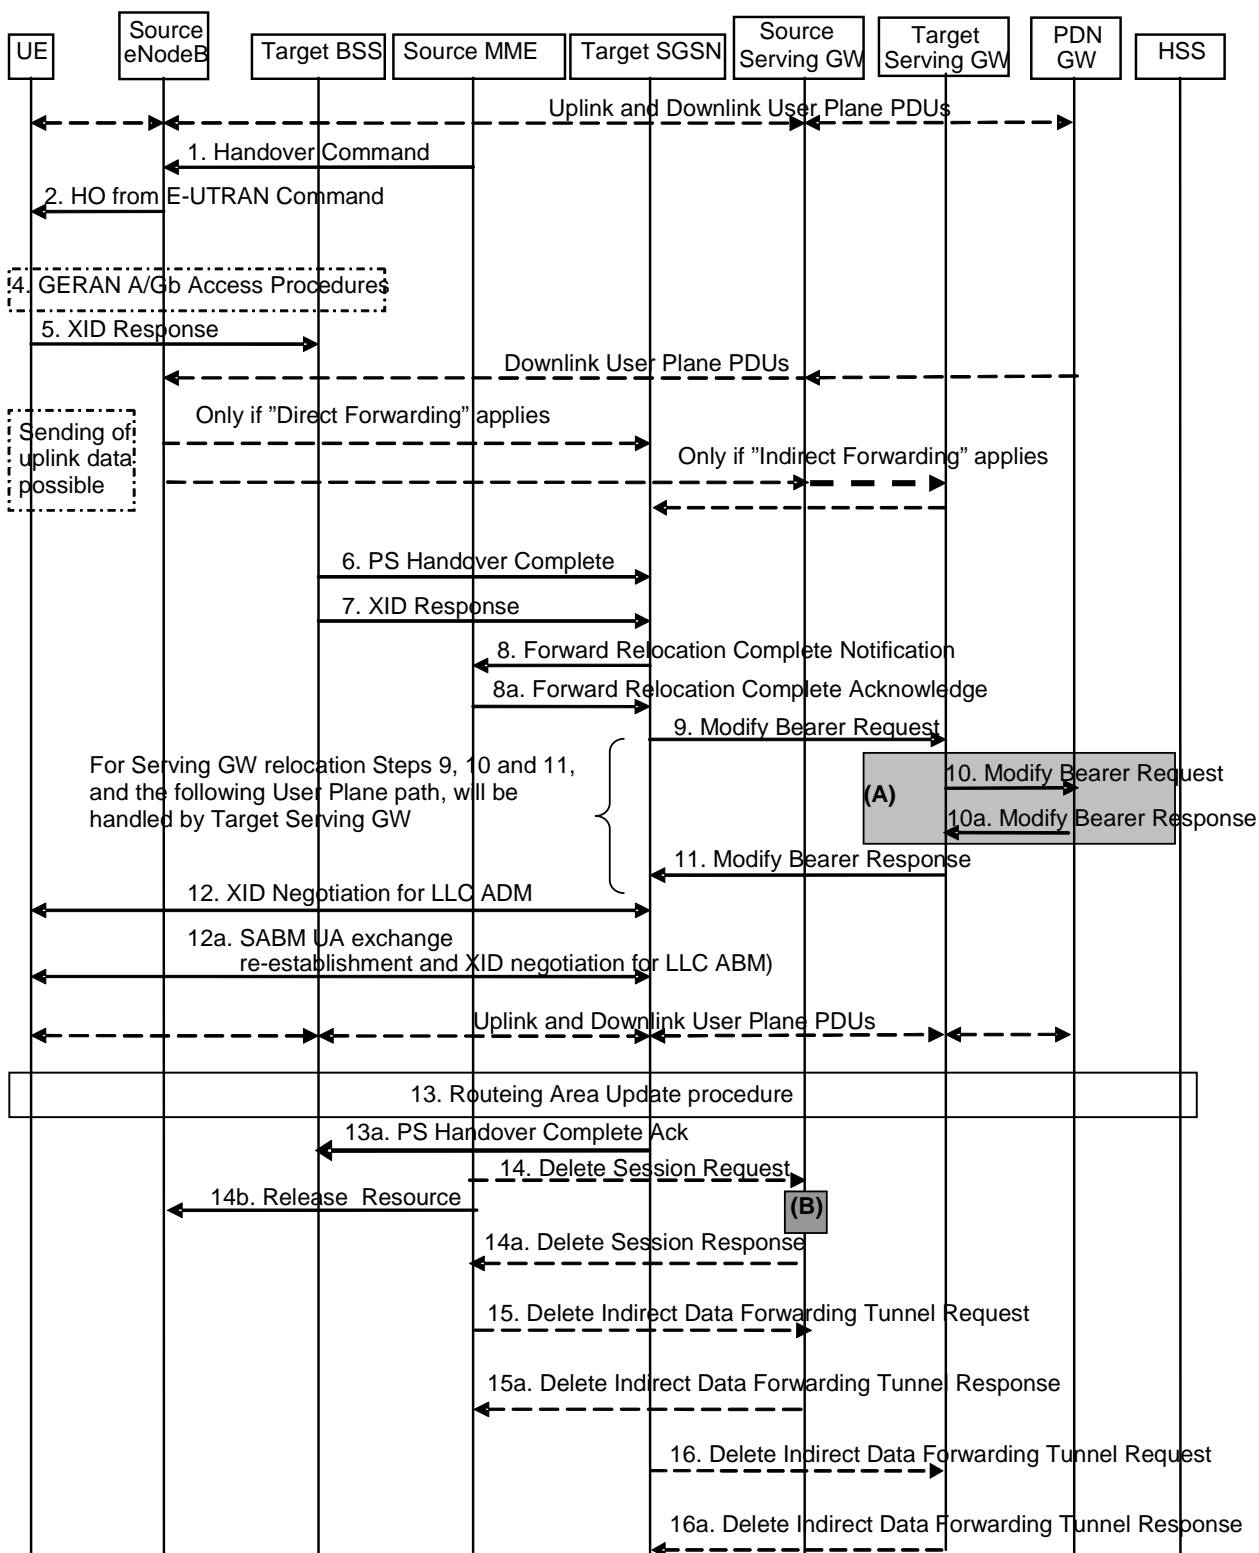 UE
Source
eNodeB
Target BSS
Source MME
Target SGSN
Source
Serving GW
Target
Serving GW
PDN
GW
HSS
Uplink and Downlink User Plane PDUs
1. Handover Command
2. HO from E-UTRAN Command
4. GERAN A/Gb Access Procedures
5. XID Response
Downlink User Plane PDUs
Only if ”Direct Forwarding” applies
Sending of
uplink data
possible
Only if ”Indirect Forwarding” applies
6. PS Handover Complete
7. XID Response
8. Forward Relocation Complete Notification
8a. Forward Relocation Complete Acknowledge
9. Modify Bearer Request
For Serving GW relocation Steps 9, 10 and 11,
and the following User Plane path, will be
handled by Target Serving GW
(A)
10. Modify Bearer Request
10a. Modify Bearer Response
11. Modify Bearer Response
12. XID Negotiation for LLC ADM
12a. SABM UA exchange
re-establishment and XID negotiation for LLC ABM)
Uplink and Downlink User Plane PDUs
13. Routeing Area Update procedure
13a. PS Handover Complete Ack
14. Delete Session Request
14b. Release Resource
(B)
14a. Delete Session Response
15. Delete Indirect Data Forwarding Tunnel Request
15a. Delete Indirect Data Forwarding Tunnel Response
16. Delete Indirect Data Forwarding Tunnel Request
16a. Delete Indirect Data Forwarding Tunnel Response